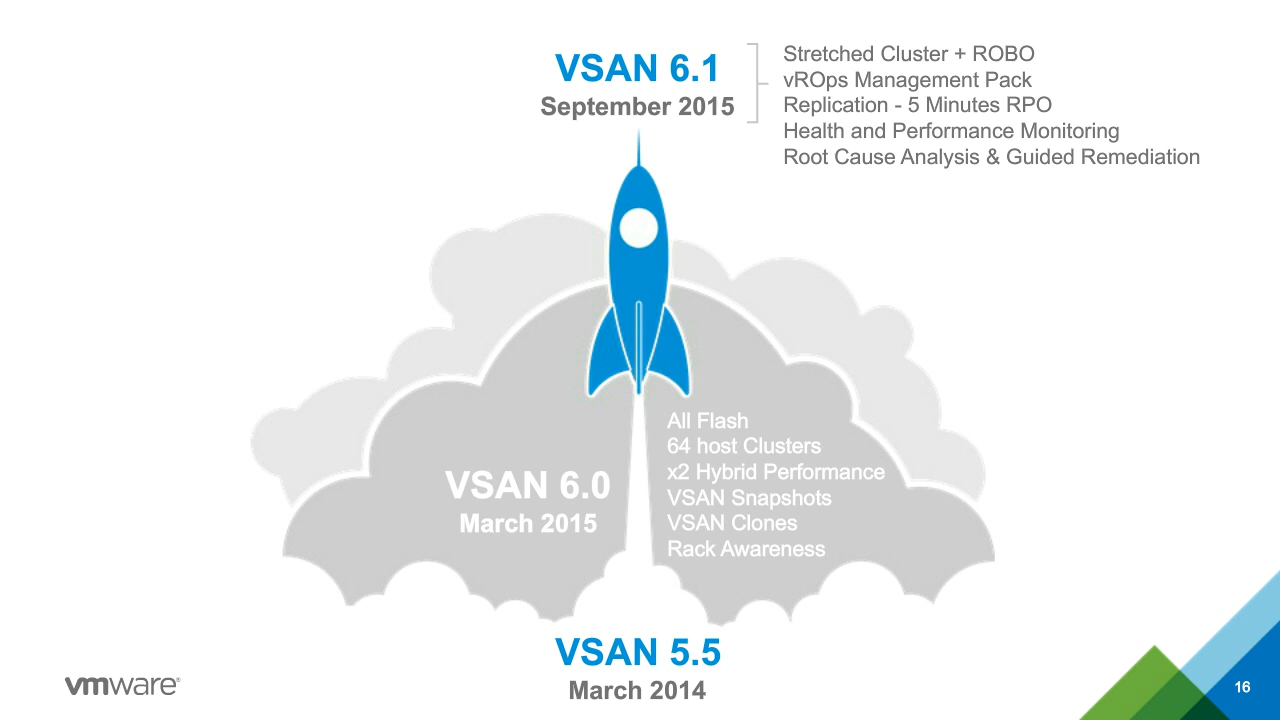 VSAN 6.1
September 2015
Stretched Cluster + ROBO
vROps Management Pack
Replication - 5 Minutes RPO
Health and Performance Monitoring
Root Cause Analysis & Guided Remediation
VSAN 6.0
March 2015
All Flash
64 host Clusters
x2 Hybrid Performance
VSAN Snapshots
VSAN Clones
Rack Awareness
VSAN 5.5
March 2014
vmware®
16